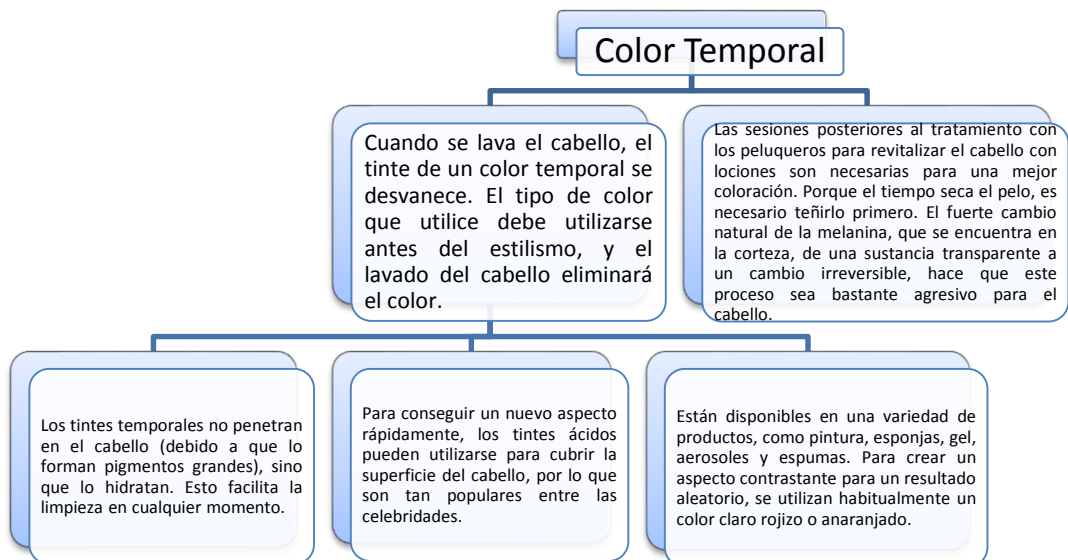 Color Temporal
Cuando se lava el cabello, el
tinte de un color temporal se
desvanece. El tipo de color
que utilice debe utilizarse
antes del estilismo, y el
lavado del cabello eliminará
el color.
Las sesiones posteriores al tratamiento con
los peluqueros para revitalizar el cabello con
lociones son necesarias para una mejor
coloración. Porque el tiempo seca el pelo, es
necesario teñirlo primero. El fuerte cambio
natural de la melanina, que se encuentra en
la corteza, de una sustancia transparente a
un cambio irreversible, hace que este
proceso sea bastante agresivo para el
cabello.
Los tintes temporales no penetran
en el cabello (debido a que lo
forman pigmentos grandes), sino
que lo hidratan. Esto facilita la
limpieza en cualquier momento.
Para conseguir un nuevo aspecto
rápidamente, los tintes ácidos
pueden utilizarse para cubrir la
superficie del cabello, por lo que
son tan populares entre las
celebridades.
Están disponibles en una variedad de
productos, como pintura, esponjas, gel,
aerosoles y espumas. Para crear un
aspecto contrastante para un resultado
aleatorio, se utilizan habitualmente un
color claro rojizo o anaranjado.